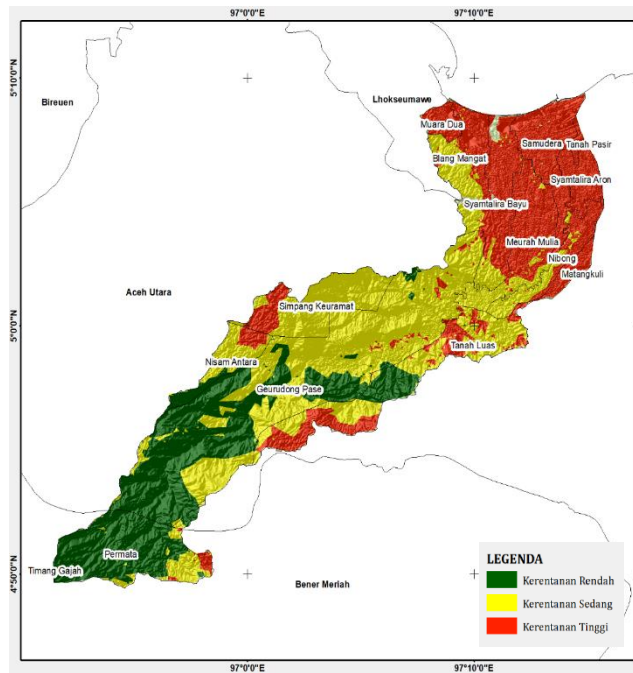 97°0'0"E
97°10'0"E
5°10'0"N
Bireuen
Lhokseumawe
Muara Dua
Samudera
Tanah Pasir
Blang Mangat
Syamtalira Aron
Syamtalira Bayu
Meurah Mulia
Nibong
Matangkuli
Aceh Utara
Simpang Keuramat
5°0'0"N
Tanah Luas
Nisam Antara
Geurudong Pase
LEGENDA
Kerentanan Rendah
Kerentanan Sedang
Kerentanan Tinggi
Permata
Timang Gajah
4°50'0"N
Bener Meriah
97°0'0"E
97°10'0"E